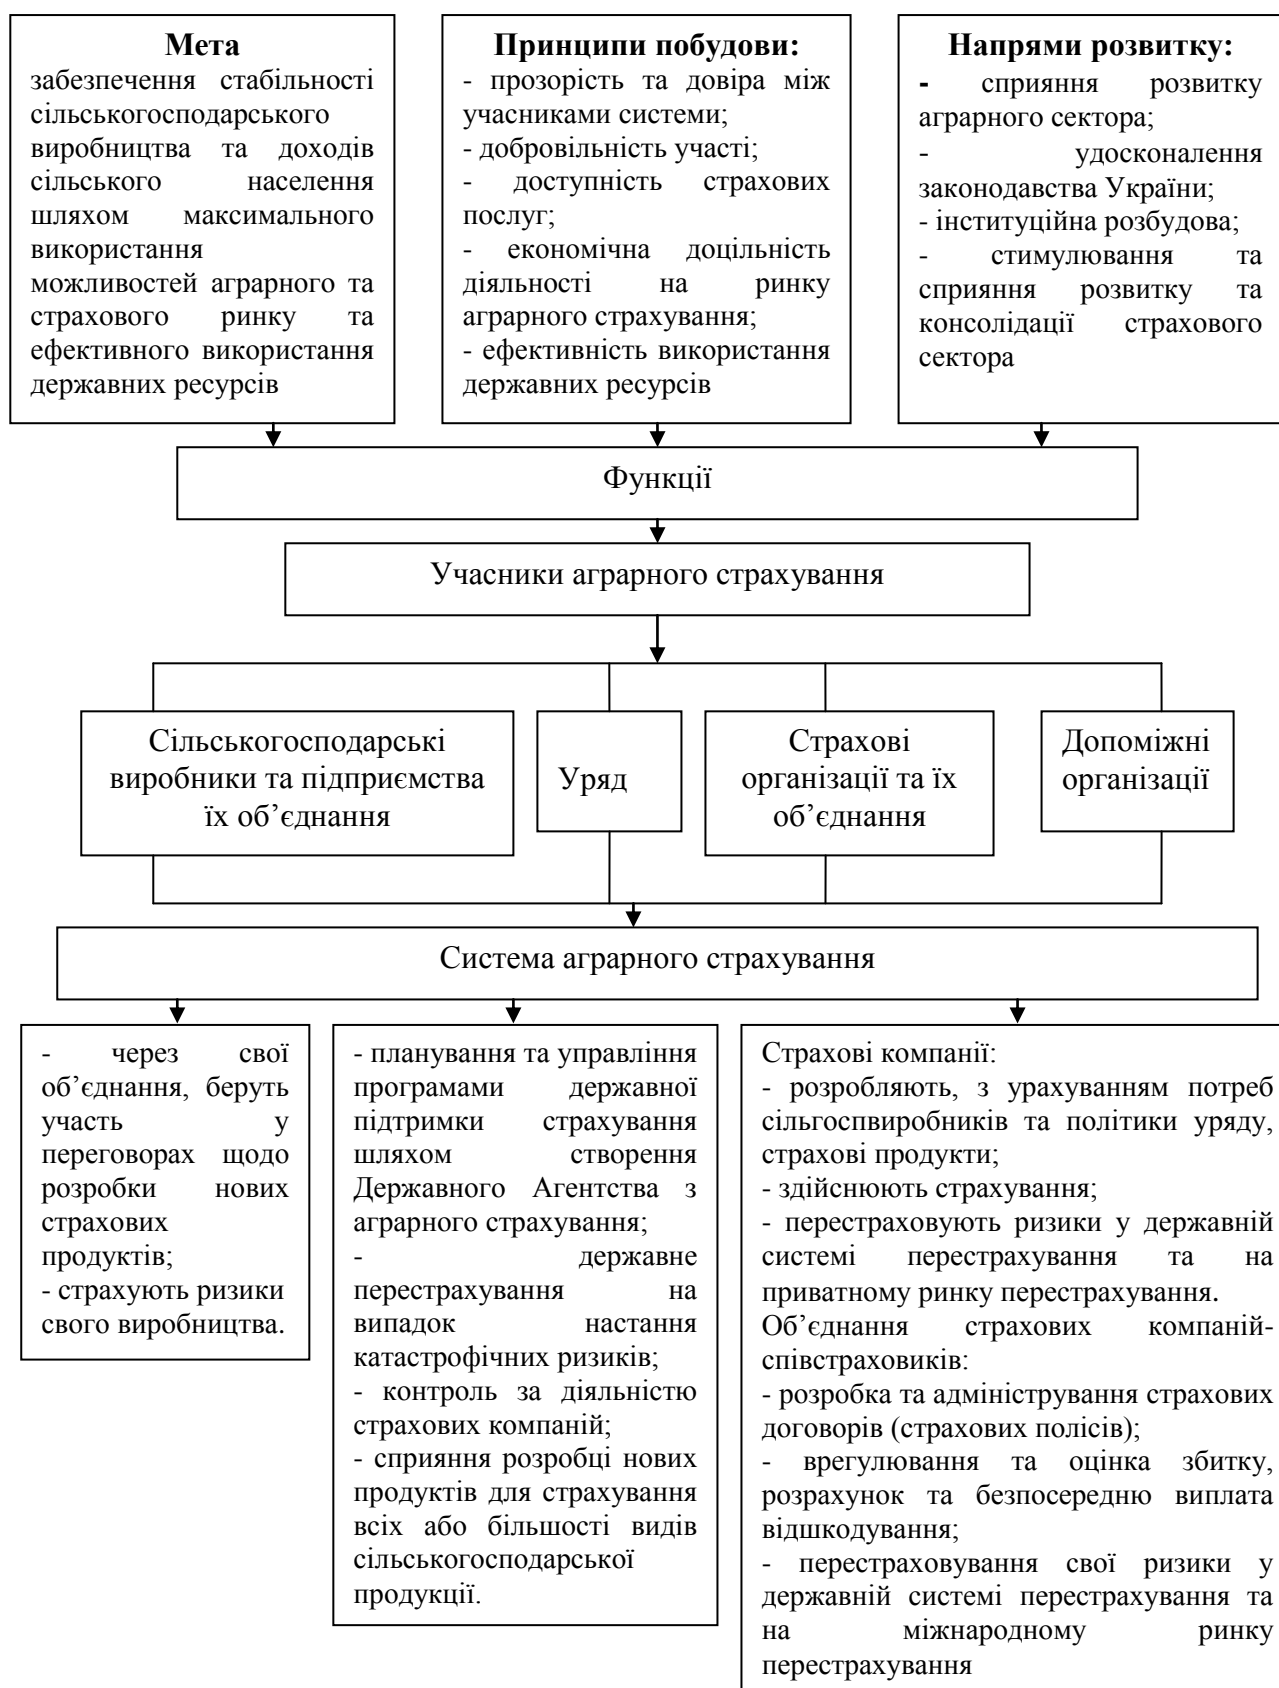 Мета
забезпечення стабільності
сільськогосподарського
виробництва та доходів
сільського населення
шляхом максимального
використання
можливостей аграрного та
страхового ринку та
ефективного використання
державних ресурсів
Принципи побудови:
- прозорість та довіра між
учасниками системи;
- добровільність участі;
- доступність страхових
послуг;
- економічна доцільність
діяльності на ринку
аграрного страхування;
- ефективність використання
державних ресурсів
Напрями розвитку:
- сприяння розвитку
аграрного сектора;
- удосконалення
законодавства України;
- інституційна розбудова;
- стимулювання та
сприяння розвитку та
консолідації страхового
сектора
Функції
Учасники аграрного страхування
Сільськогосподарські
виробники та підприємства
їх об’єднання
Уряд
Страхові
організації та їх
об’єднання
Допоміжні
організації
Система аграрного страхування
- через свої
об’єднання, беруть
участь у
переговорах щодо
розробки нових
страхових
продуктів;
- страхують ризики
свого виробництва.
- планування та управління
програмами державної
підтримки страхування
шляхом створення
Державного Агентства з
аграрного страхування;
- державне
перестрахування на
випадок настання
катастрофічних ризиків;
- контроль за діяльністю
страхових компаній;
- сприяння розробці нових
продуктів для страхування
всіх або більшості видів
сільськогосподарської
продукції.
Страхові компанії:
- розробляють, з урахуванням потреб
сільгоспвиробників та політики уряду,
страхові продукти;
- здійснюють страхування;
- перестраховують ризики у державній
системі перестрахування та на
приватному ринку перестрахування.
Об’єднання страхових компаній-
співстраховиків:
- розробка та адміністрування страхових
договорів (страхових полісів);
- врегулювання та оцінка збитку,
розрахунок та безпосередню виплата
відшкодування;
- перестраховування свої ризики у
державній системі перестрахування та
на міжнародному ринку
перестрахування